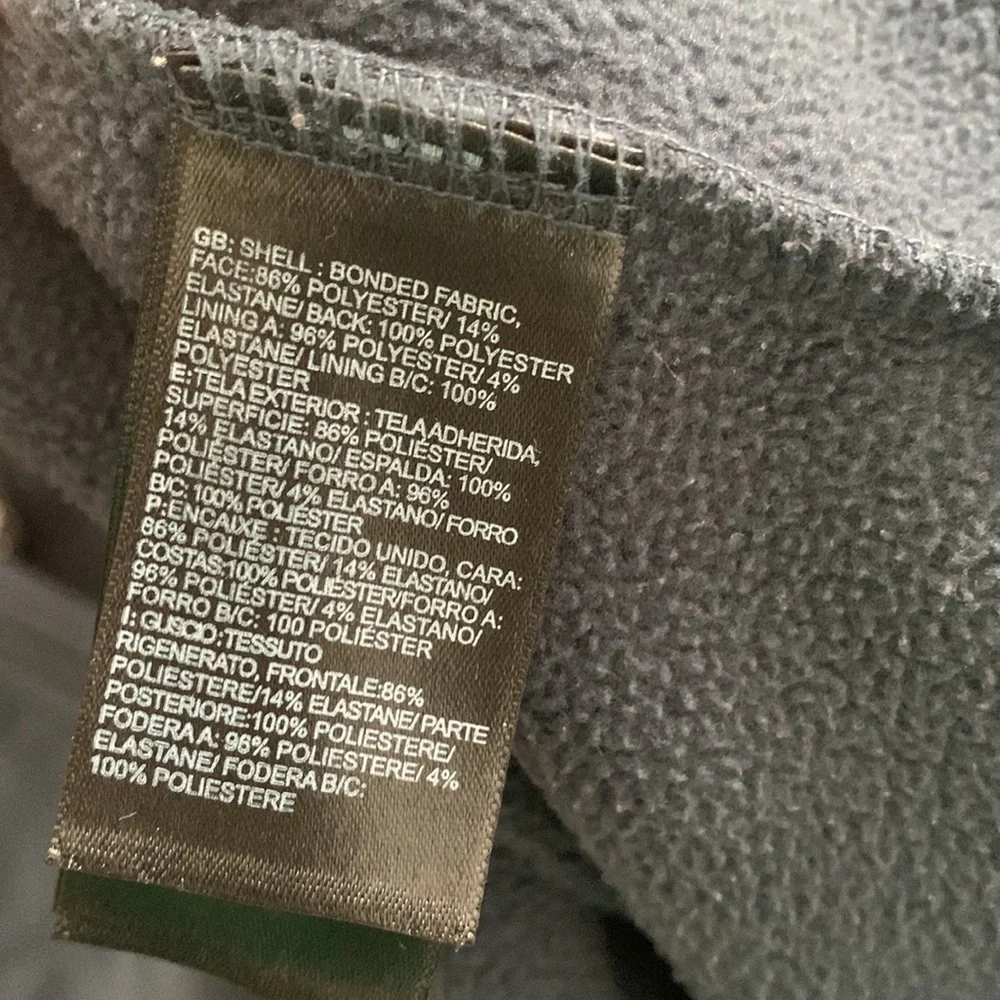 GB: SHELL : BONDED FABRIC,
FACE:86% POLYESTER/ 14%
ELASTANE/ BACK: 100% POLYESTER
LINING A: 96% POLYESTER/ 4%
ELASTANE/ LINING B/C: 100%
POLYESTER
E:TELA EXTERIOR : TELA ADHERIDA,
SUPERFICIE: 86% POLIÉSTER/
14% ELASTANO/ ESPALDA: 100%
POLIÉSTER/ FORRO A: 96%
POLIÉSTER/ 4% ELASTANO/ FORRO
B/C: 100% POLIÉSTER
P:ENCAIXE : TECIDO UNIDO, CARA:
86% POLIÉSTER/ 14% ELASTANO/
COSTAS:100% POLIÉSTER/FORRO A:
96% POLIÉSTER/ 4% ELASTANO/
FORRO B/C: 100 POLIÉSTER
I: GUSCIO :TESSUTO
RIGENERATO, FRONTALE:86%
POLIESTERE/14% ELASTANE/ PARTE
POSTERIORE:100% POLIESTERE/
FODERA A: 96% POLIESTERE/ 4%
ELASTANE/ FODERA B/C:
100% POLIESTERE